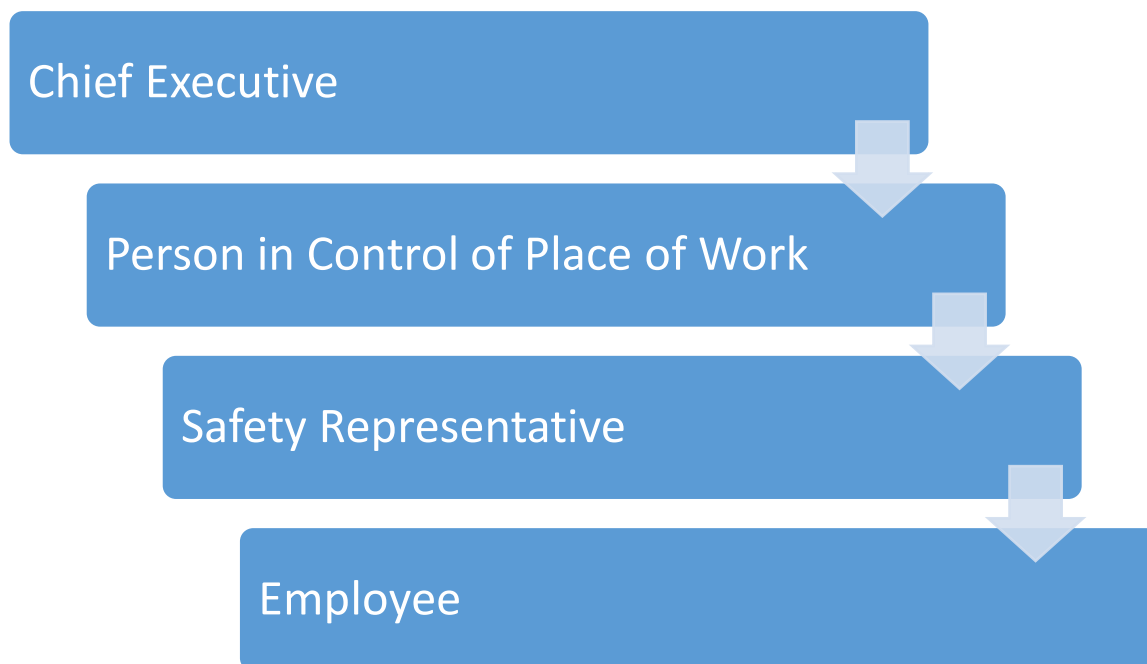 Chief Executive
Person in Control of Place of Work
Safety Representative
Employee